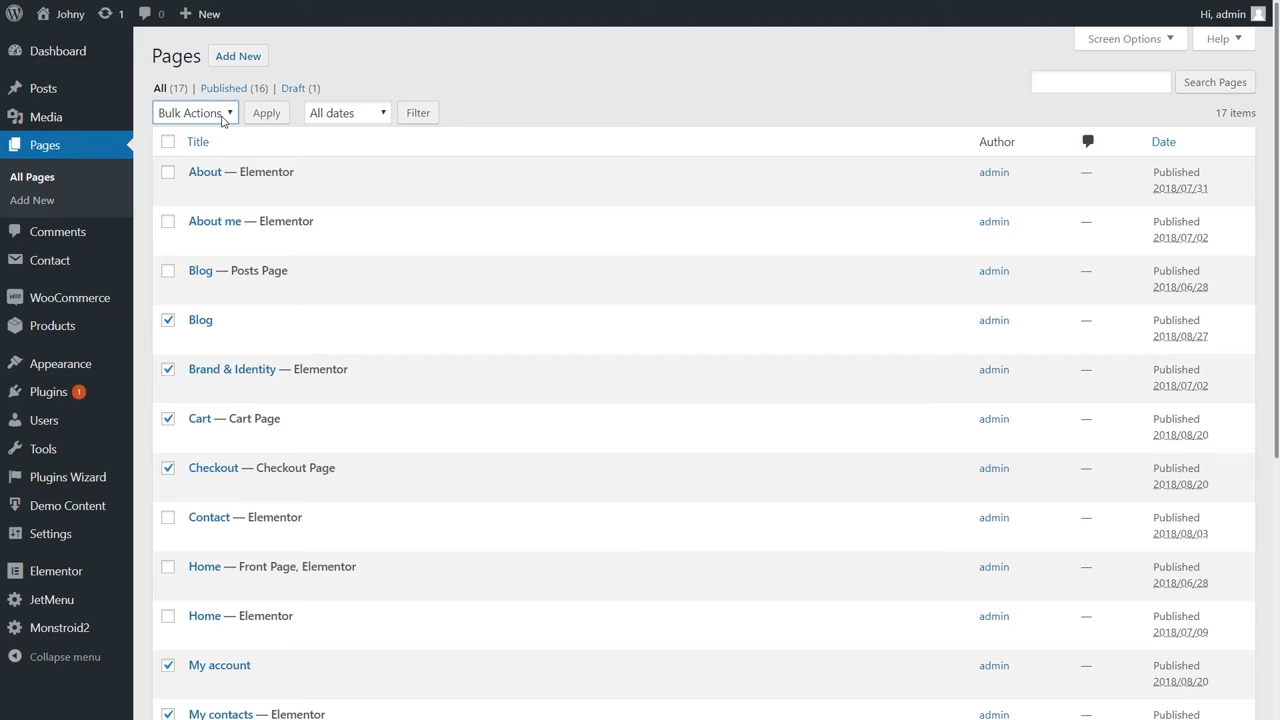 Johny 1 0 New Hi, admin
Screen Options Help
Dashboard
Posts
Media
Pages
All Pages
Add New
Comments
Contact
WooCommerce
Products
Appearance
Plugins 1
Users
Tools
Plugins Wizard
Demo Content
Settings
Elementor
JetMenu
Monstroid2
Collapse menu
Pages Add New
All (17) | Published (16) | Draft (1)
Search Pages
Bulk Actions Apply All dates Filter 17 items
Title Author Date
About — Elementor admin — Published
2018/07/31
About me — Elementor admin — Published
2018/07/02
Blog — Posts Page admin — Published
2018/06/28
Blog admin — Published
2018/08/27
Brand & Identity — Elementor admin — Published
2018/07/02
Cart — Cart Page admin — Published
2018/08/20
Checkout — Checkout Page admin — Published
2018/08/20
Contact — Elementor admin — Published
2018/08/03
Home — Front Page, Elementor admin — Published
2018/06/28
Home — Elementor admin — Published
2018/07/09
My account admin — Published
2018/08/20
My contacts — Elementor admin — Published